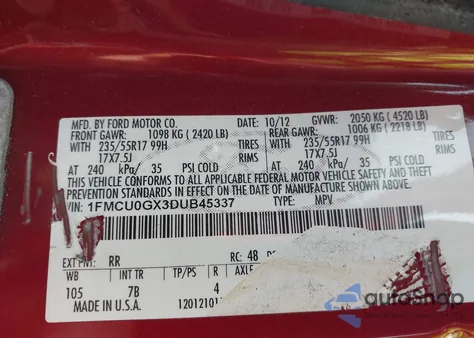 MFD. BY FORD MOTOR CO. 10/12 GVWR: 2050 KG (4520 LB)
FRONT GAWR: 1098 KG (2420 LB) REAR GAWR: 1006 KG (2218 LB)
WITH 235/55R17 99H TIRES WITH 235/55R17 99H TIRES
17X7.5J RIMS 17X7.5J RIMS
AT 240 kPa/ 35 PSI COLD AT 240 kPa/ 35 PSI COLD
THIS VEHICLE CONFORMS TO ALL APPLICABLE FEDERAL MOTOR VEHICLE SAFETY AND THEFT
PREVENTION STANDARDS IN EFFECT ON THE DATE OF MANUFACTURE SHOWN ABOVE.
VIN: 1FMCU0GX3DUB45337 TYPE: MPV
EXT PNT: RR RC: 48
WB INT TR TP/PS R AXLE
105 7B 4
MADE IN U.S.A.
autoshop